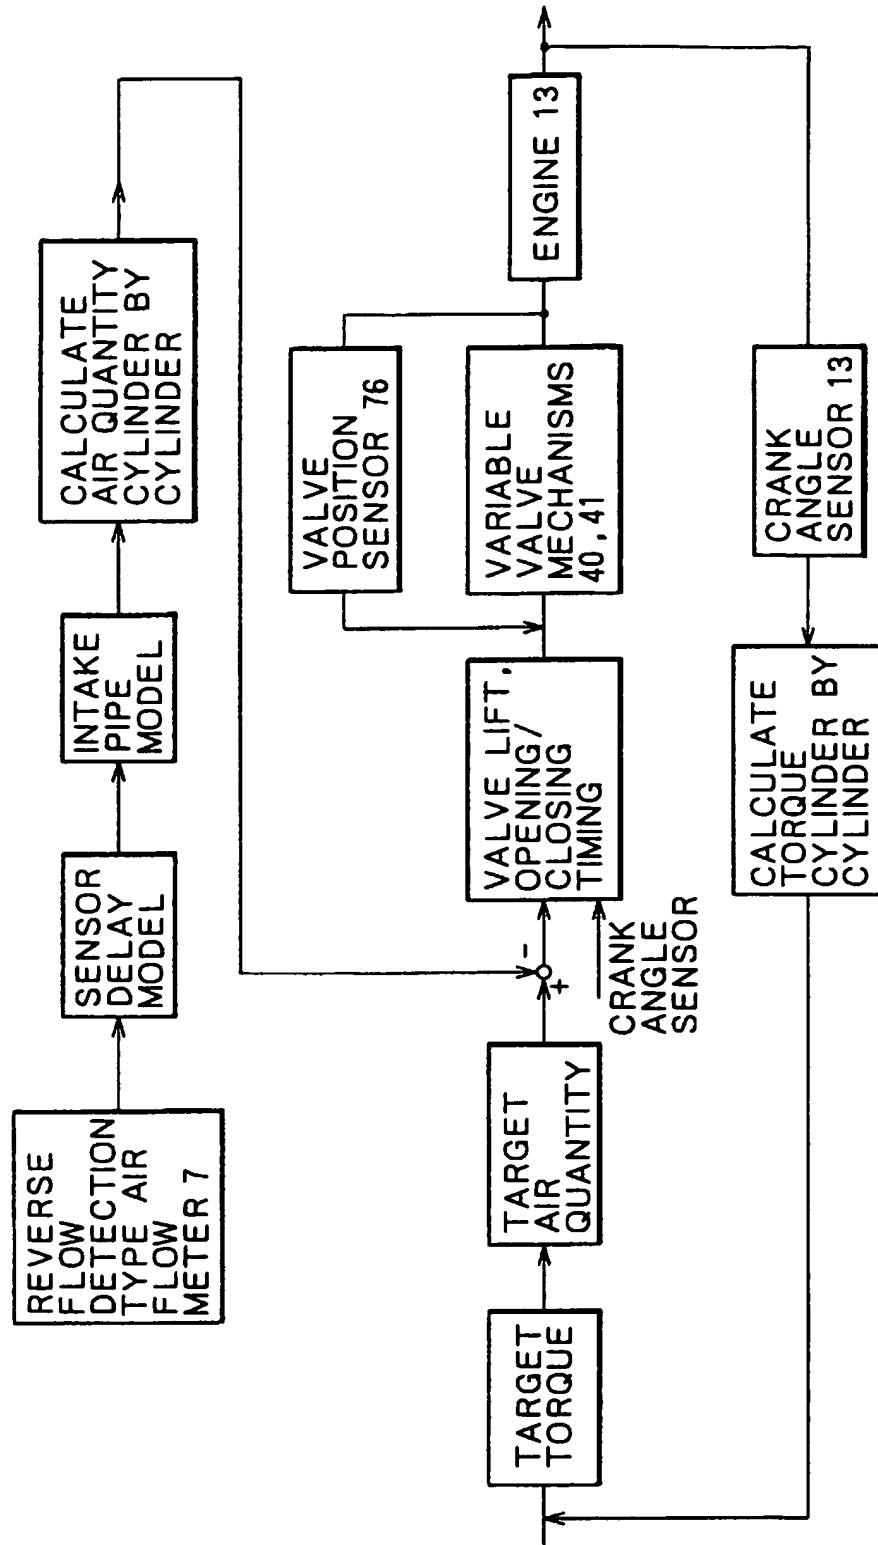 REVERSE
FLOW
DETECTION
TYPE AIR
FLOW
METER 7
SENSOR
DELAY
MODEL
INTAKE
PIPE
MODEL
CALCULATE
AIR QUANTITY
CYLINDER BY
CYLINDER
TARGET
TORQUE
TARGET
AIR
QUANTITY
+
-
CRANK
ANGLE
SENSOR
VALVE LIFT,
OPENING/
CLOSING
TIMING
VALVE
POSITION
SENSOR 76
VARIABLE
VALVE
MECHANISMS
40, 41
ENGINE 13
CALCULATE
TORQUE
CYLINDER BY
CYLINDER
CRANK
ANGLE
SENSOR 13